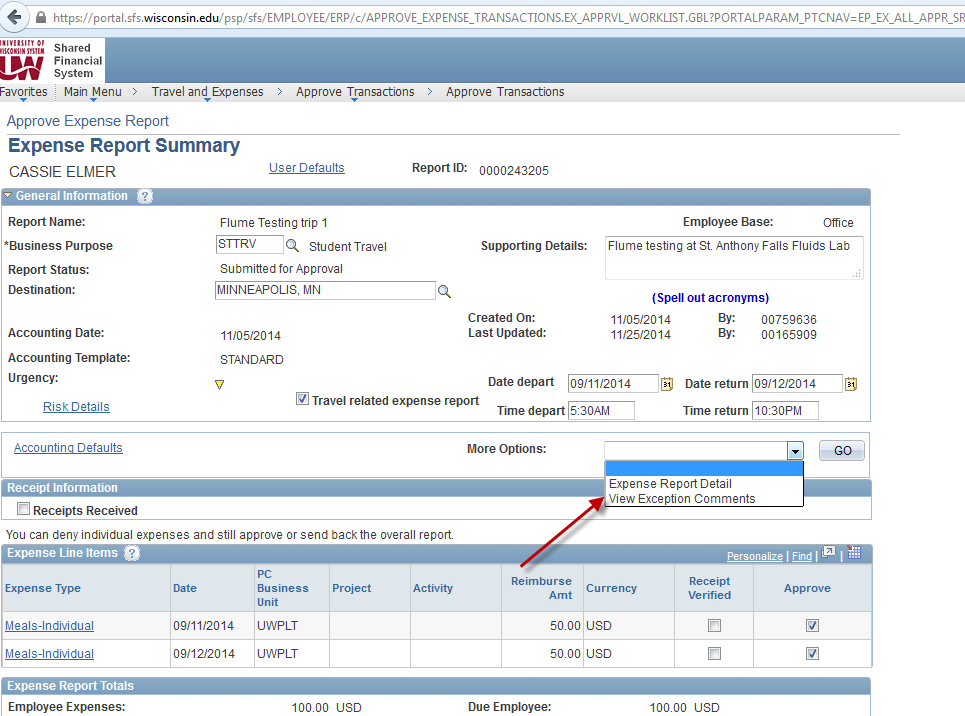 https://portal.sfs.wisconsin.edu/psp/sfs/EMPLOYEE/ERP/c/APPROVE_EXPENSE_TRANSACTIONS.EX_APPRVL_WORKLIST.GBL?PORTALPARAM_PTCNAV=EP_EX_ALL_APPR_SR
UNIVERSITY OF
WISCONSIN SYSTEM
UW
Shared
Financial
System
Favorites Main Menu > Travel and Expenses > Approve Transactions > Approve Transactions
Approve Expense Report
Expense Report Summary
CASSIE ELMER User Defaults Report ID: 0000243205
General Information ?
Report Name: Flume Testing trip 1 Employee Base: Office
*Business Purpose STTRV Student Travel Supporting Details: Flume testing at St. Anthony Falls Fluids Lab
Report Status: Submitted for Approval
Destination: MINNEAPOLIS, MN
(Spell out acronyms)
Created On: 11/05/2014 By: 00759636
Accounting Date: 11/05/2014 Last Updated: 11/25/2014 By: 00165909
Accounting Template: STANDARD
Urgency:
Date depart 09/11/2014 31 Date return 09/12/2014 31
Risk Details Travel related expense report Time depart 5:30AM Time return 10:30PM
Accounting Defaults More Options: GO
Expense Report Detail
View Exception Comments
Receipt Information
Receipts Received
You can deny individual expenses and still approve or send back the overall report.
Expense Line Items ? Personalize | Find | |
Expense Type Date PC Business Unit Project Activity Reimburse Amt Currency Receipt Verified Approve
Meals-Individual 09/11/2014 UWPLT 50.00 USD
Meals-Individual 09/12/2014 UWPLT 50.00 USD
Expense Report Totals
Employee Expenses: 100.00 USD Due Employee: 100.00 USD